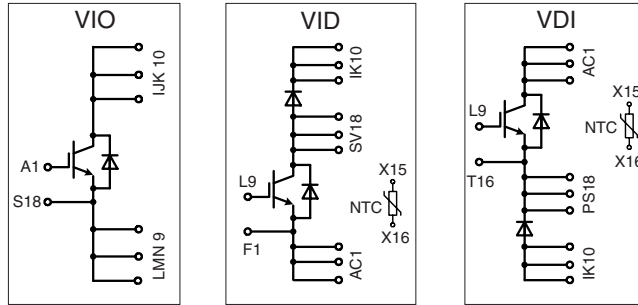 VIO
IJK 10
A1
S18
LMN 9
VID
IK10
SV18
L9
X15
NTC
X16
F1
AC1
VDI
AC1
X15
L9
NTC
X16
T16
PS18
IK10